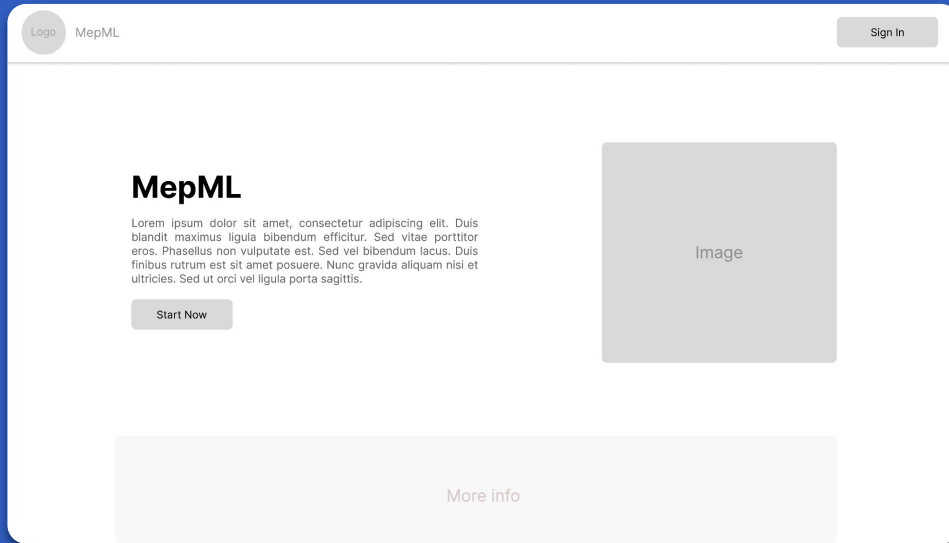 Logo
MepML
Sign In
MepML
Lorem ipsum dolor sit amet, consectetur adipiscing elit. Duis
blandit maximus ligula bibendum efficitur. Sed vitae porttitor
eros. Phasellus non vulputate est. Sed vel bibendum lacus. Duis
finibus rutrum est sit amet posuere. Nunc gravida aliquam nisi et
ultricies. Sed ut orci vel ligula porta sagittis.
Start Now
Image
More info